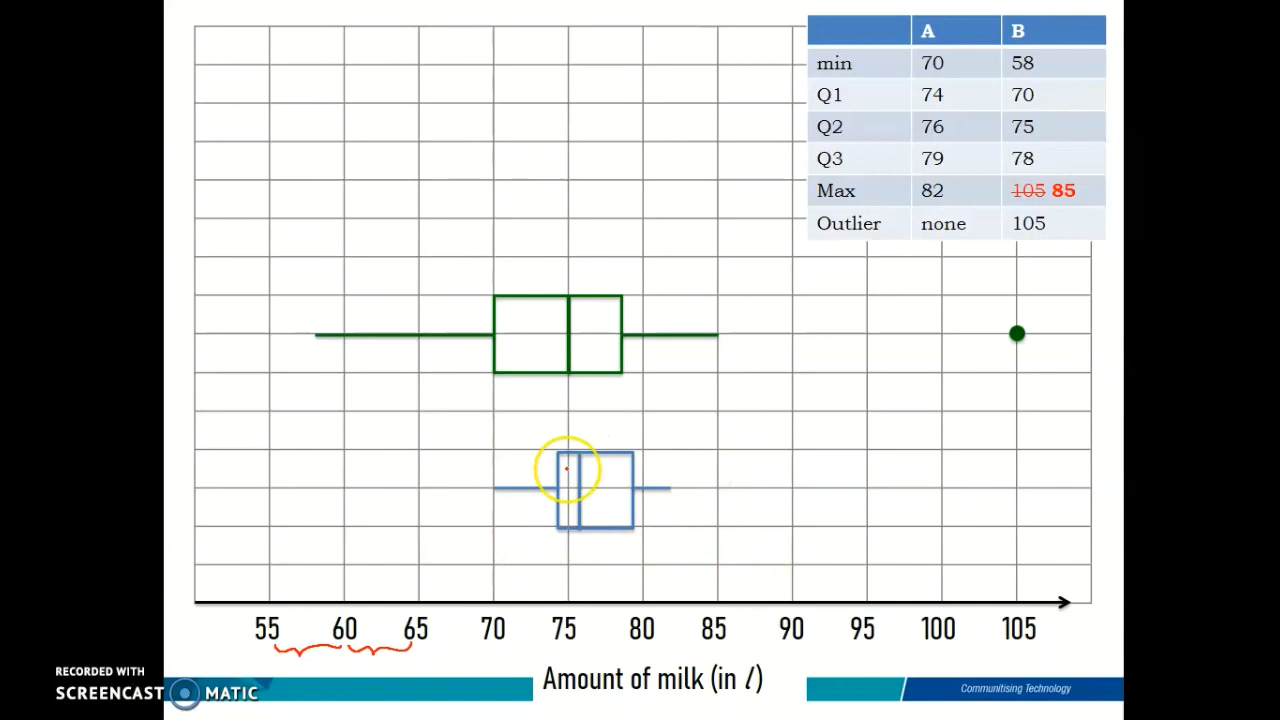 A B
min 70 58
Q1 74 70
Q2 76 75
Q3 79 78
Max 82 105 85
Outlier none 105
55 60 65 70 75 80 85 90 95 100 105
Amount of milk (in l)
RECORDED WITH
SCREENCAST MATIC
Communitising Technology